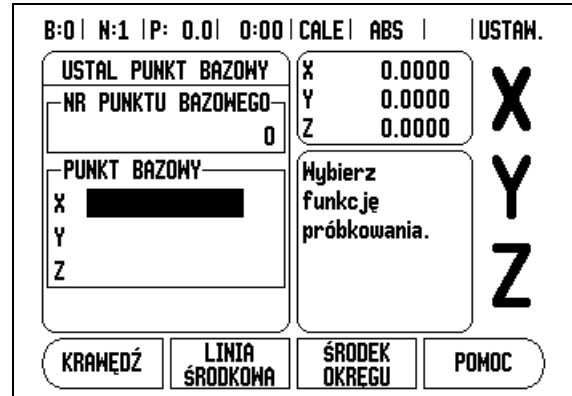 B:0 | N:1 | P: 0.0 | 0:00 | CALE | ABS | | USTAW.
USTAL PUNKT BAZOWY
NR PUNKTU BAZOWEGO
0
PUNKT BAZOWY
X
Y
Z
X 0.0000
Y 0.0000
Z 0.0000
Wybierz
funkcję
próbkowania.
X
Y
Z
KRAWĘDŹ
LINIA
ŚRODKOWA
ŚRODEK
OKRĘGU
POMOC